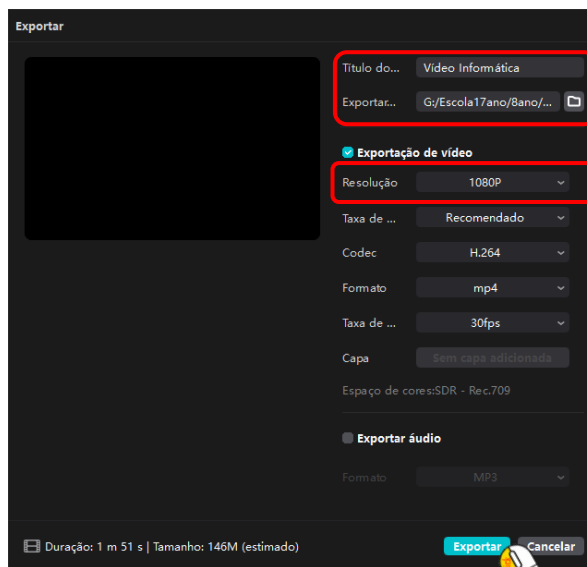 Exportar
Título do... Vídeo Informática
Exportar... G:/Escola17ano/8ano/...
Exportação de vídeo
Resolução 1080P
Taxa de ... Recomendado
Codec H.264
Formato mp4
Taxa de ... 30fps
Capa Sem capa adicionada
Espaço de cores:SDR - Rec.709
Exportar áudio
Formato MP3
Duração: 1 m 51 s | Tamanho: 146M (estimado)
Exportar Cancelar